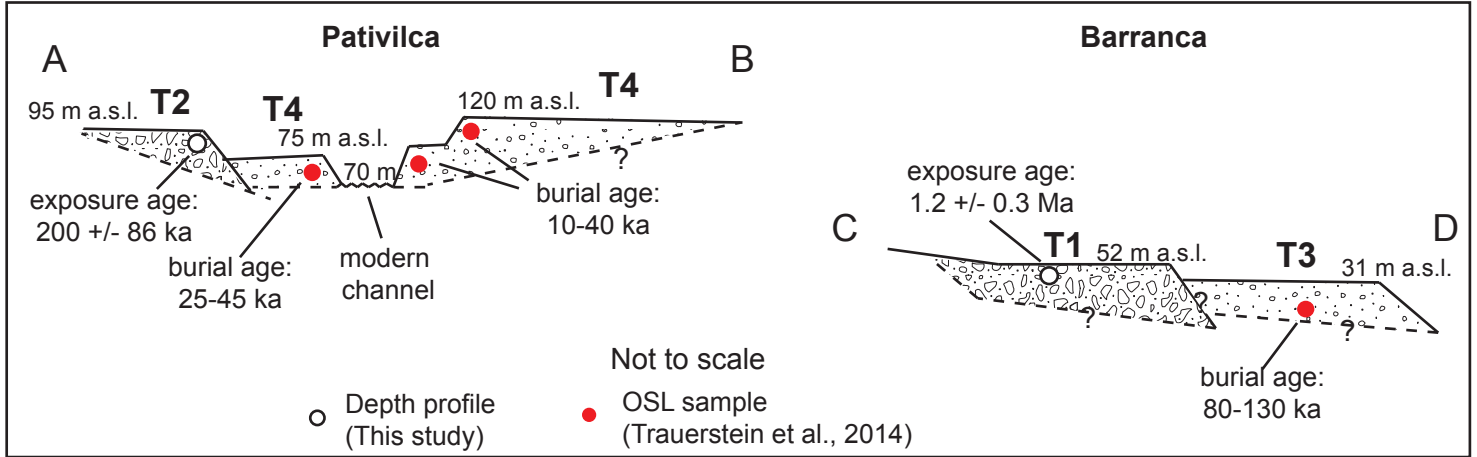 Pativilca
Barranca
A
B
95 m a.s.l.
T2
T4
75 m a.s.l.
70 m
120 m a.s.l.
T4
?
exposure age:
200 +/- 86 ka
burial age:
25-45 ka
modern
channel
burial age:
10-40 ka
exposure age:
1.2 +/- 0.3 Ma
C
D
T1
52 m a.s.l.
T3
31 m a.s.l.
?
?
?
burial age:
80-130 ka
Not to scale
Depth profile
(This study)
OSL sample
(Trauerstein et al., 2014)